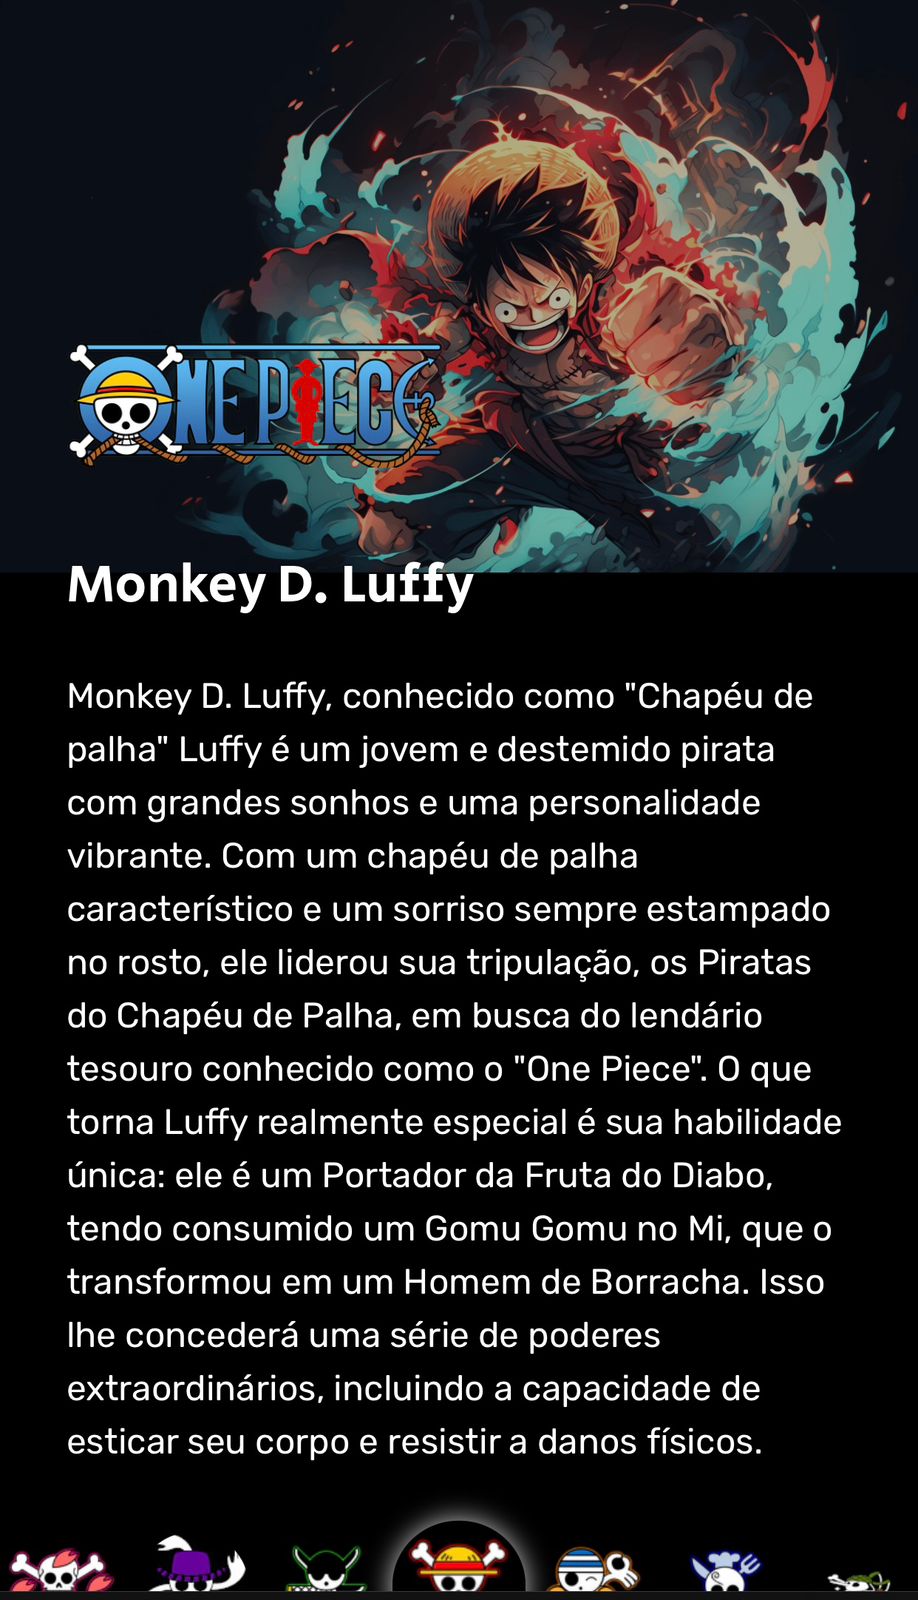 ONE PIECE
Monkey D. Luffy
Monkey D. Luffy, conhecido como "Chapéu de
palha" Luffy é um jovem e destemido pirata
com grandes sonhos e uma personalidade
vibrante. Com um chapéu de palha
característico e um sorriso sempre estampado
no rosto, ele liderou sua tripulação, os Piratas
do Chapéu de Palha, em busca do lendário
tesouro conhecido como o "One Piece". O que
torna Luffy realmente especial é sua habilidade
única: ele é um Portador da Fruta do Diabo,
tendo consumido um Gomu Gomu no Mi, que o
transformou em um Homem de Borracha. Isso
lhe concederá uma série de poderes
extraordinários, incluindo a capacidade de
esticar seu corpo e resistir a danos físicos.